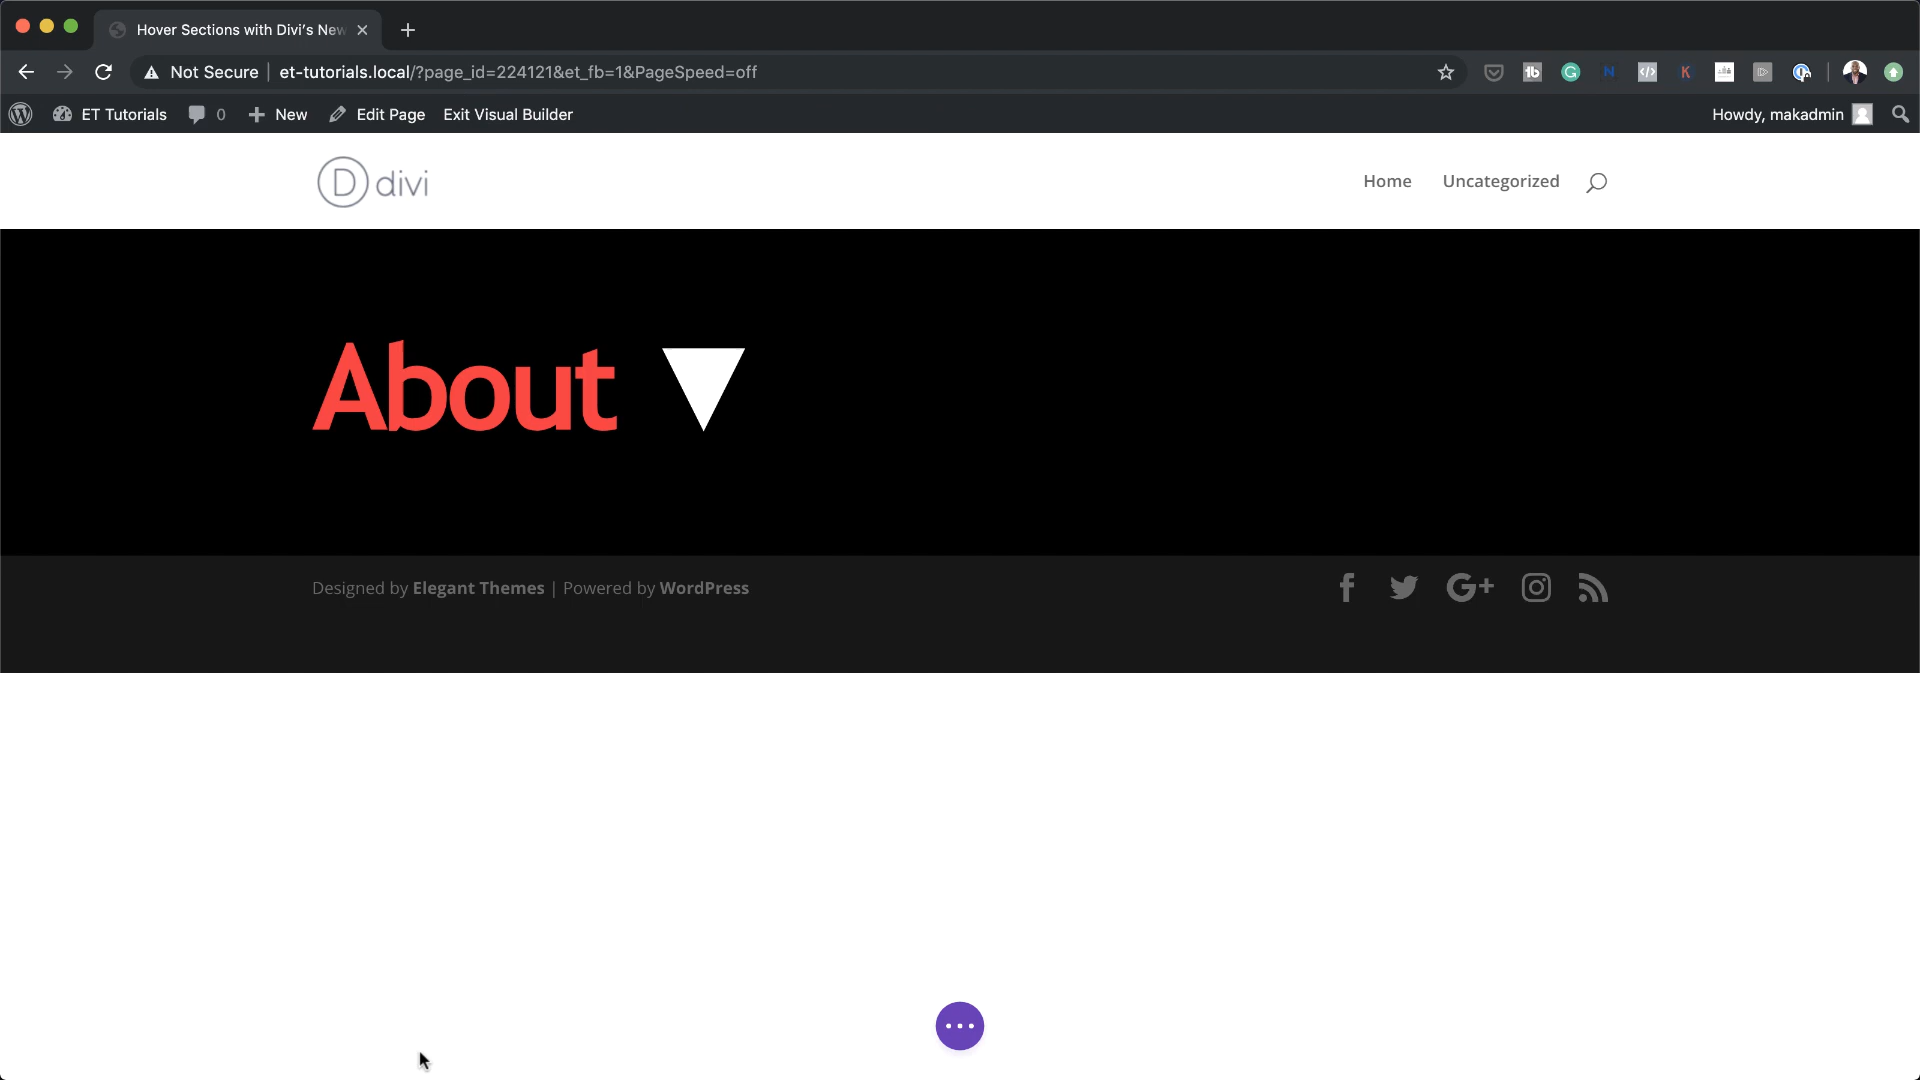 Hover Sections with Divi's New
Not Secure | et-tutorials.local/?page_id=224121&et_fb=1&PageSpeed=off
ET Tutorials 0 New Edit Page Exit Visual Builder Howdy, makadmin
D divi Home Uncategorized
About ▼
Designed by Elegant Themes | Powered by WordPress